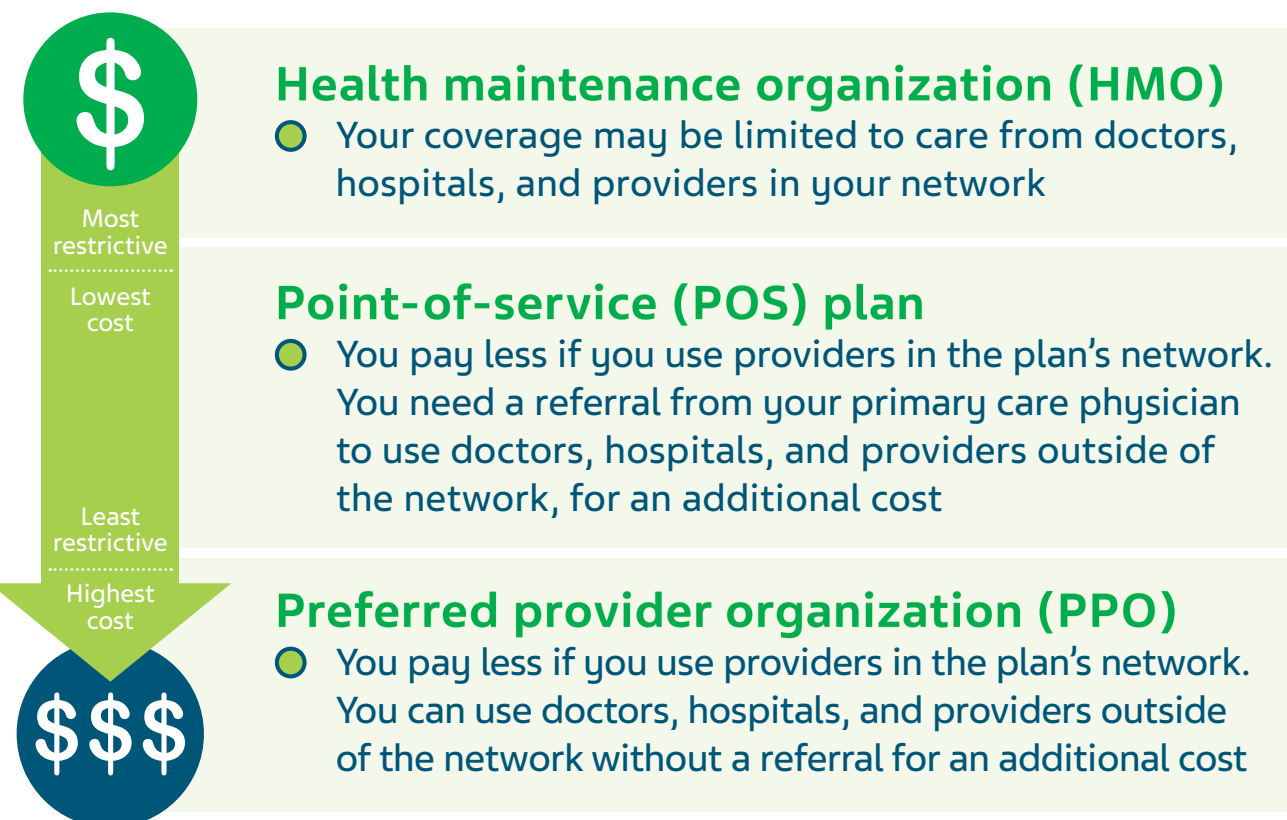 $
Most
restrictive
Lowest
cost
Least
restrictive
Highest
cost
$$$
Health maintenance organization (HMO)
Your coverage may be limited to care from doctors,
hospitals, and providers in your network
Point-of-service (POS) plan
You pay less if you use providers in the plan’s network.
You need a referral from your primary care physician
to use doctors, hospitals, and providers outside of
the network, for an additional cost
Preferred provider organization (PPO)
You pay less if you use providers in the plan’s network.
You can use doctors, hospitals, and providers outside
of the network without a referral for an additional cost